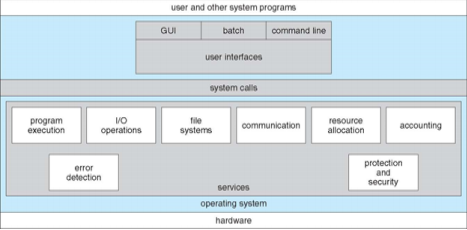 user and other system programs
GUI
batch
command line
user interfaces
system calls
program
execution
I/O
operations
file
systems
communication
resource
allocation
accounting
error
detection
protection
and
security
services
operating system
hardware